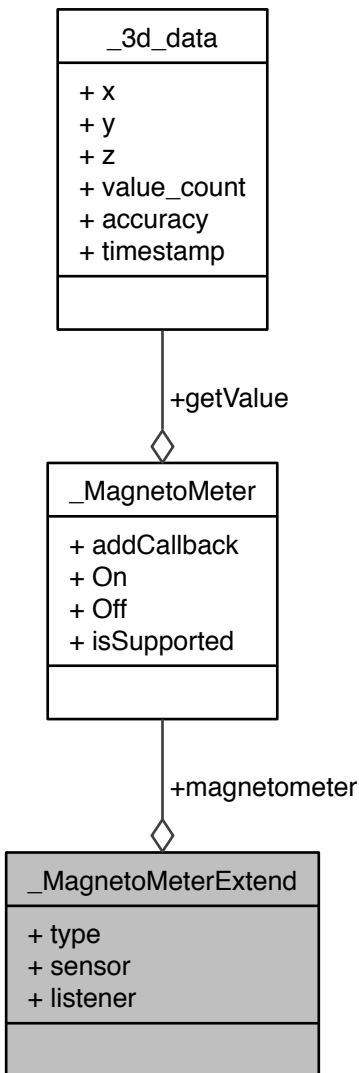 _3d_data
+ x
+ y
+ z
+ value_count
+ accuracy
+ timestamp
+getValue
_MagnetoMeter
+ addCallback
+ On
+ Off
+ isSupported
+magnetometer
_MagnetoMeterExtend
+ type
+ sensor
+ listener